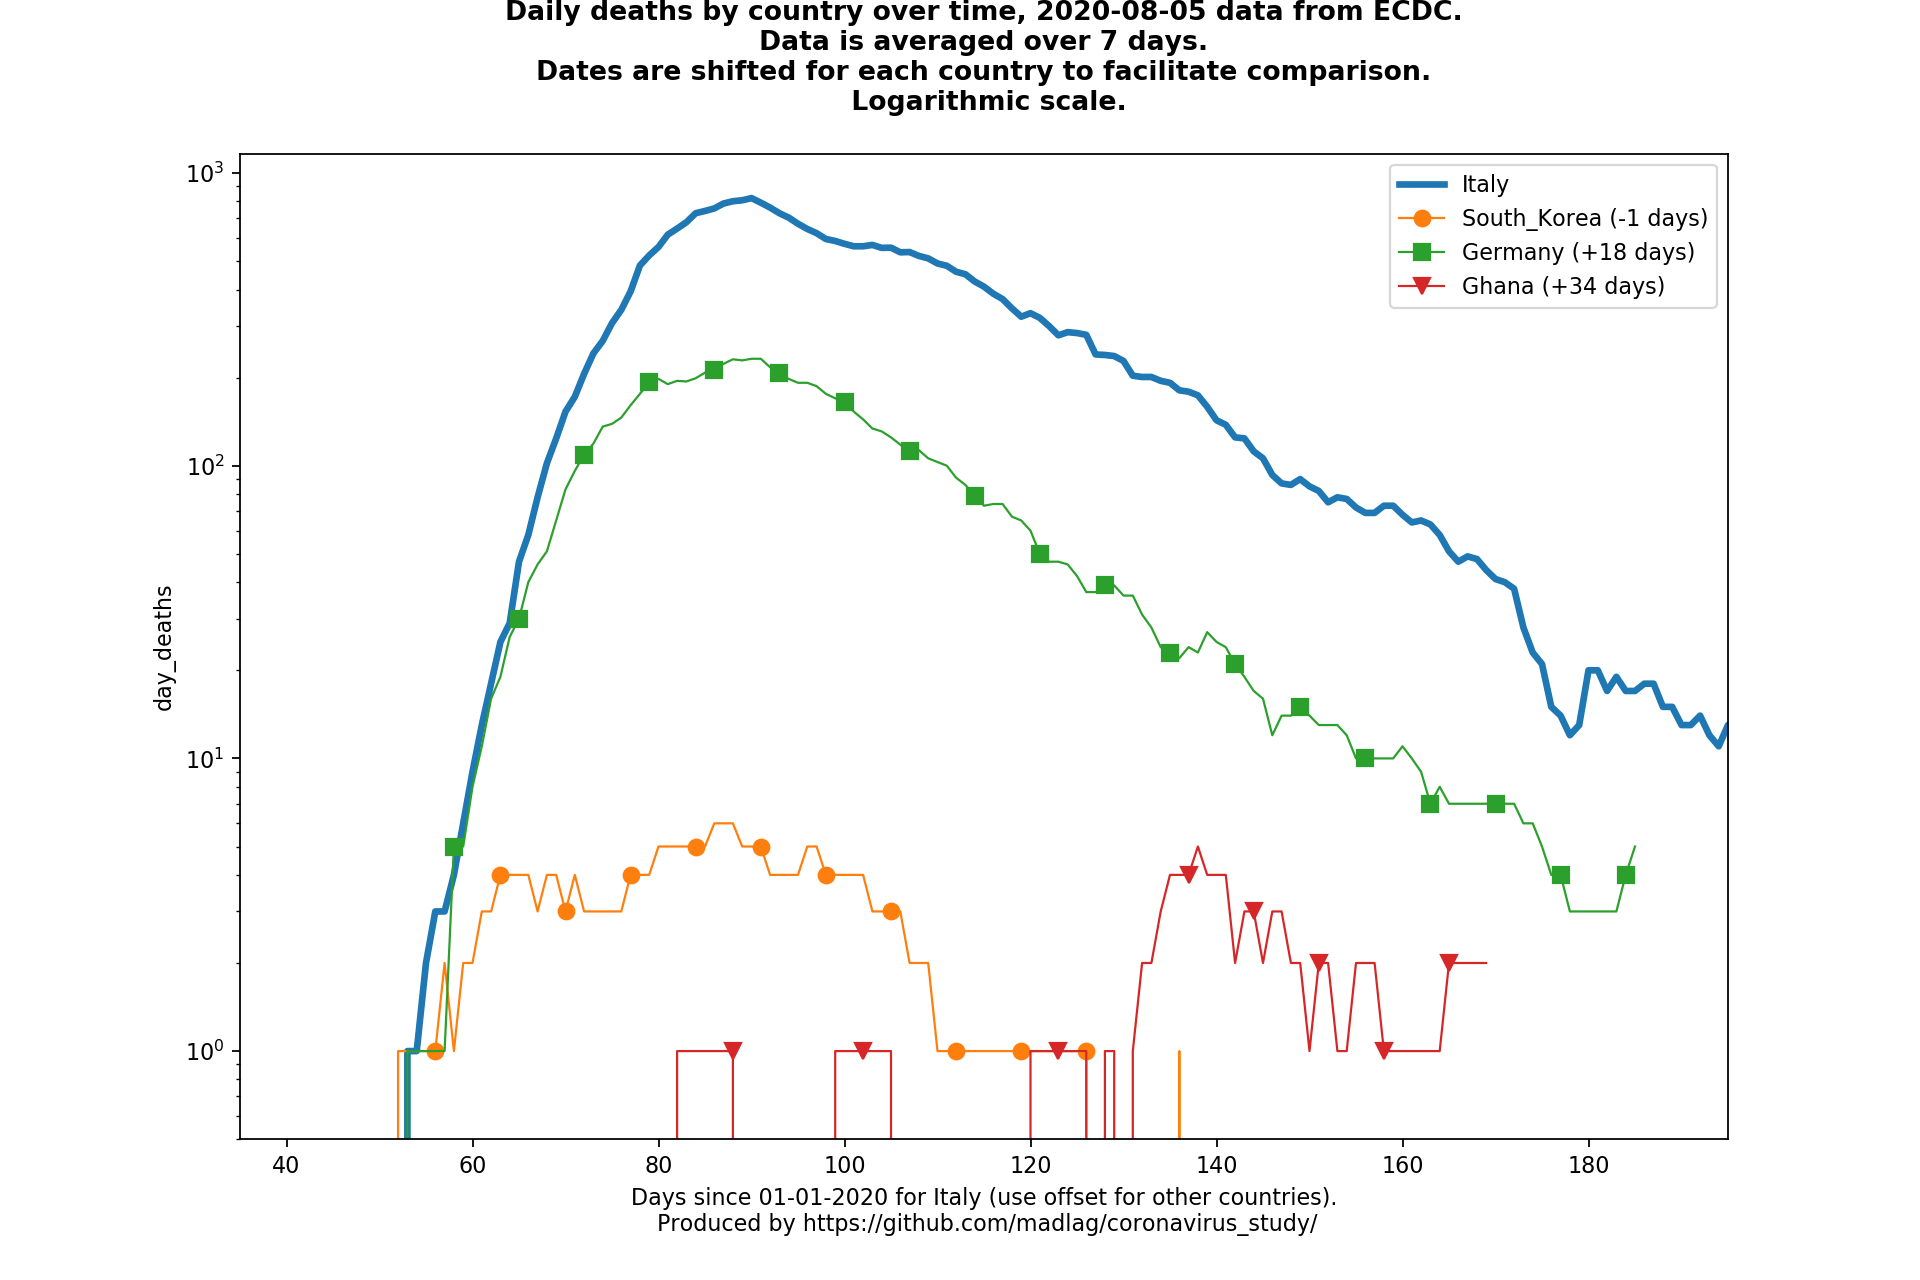 Daily deaths by country over time, 2020-08-05 data from ECDC.
Data is averaged over 7 days.
Dates are shifted for each country to facilitate comparison.
Logarithmic scale.
10³
10²
10¹
10⁰
day_deaths
Italy
South_Korea (-1 days)
Germany (+18 days)
Ghana (+34 days)
40 60 80 100 120 140 160 180
Days since 01-01-2020 for Italy (use offset for other countries).
Produced by https://github.com/madlag/coronavirus_study/